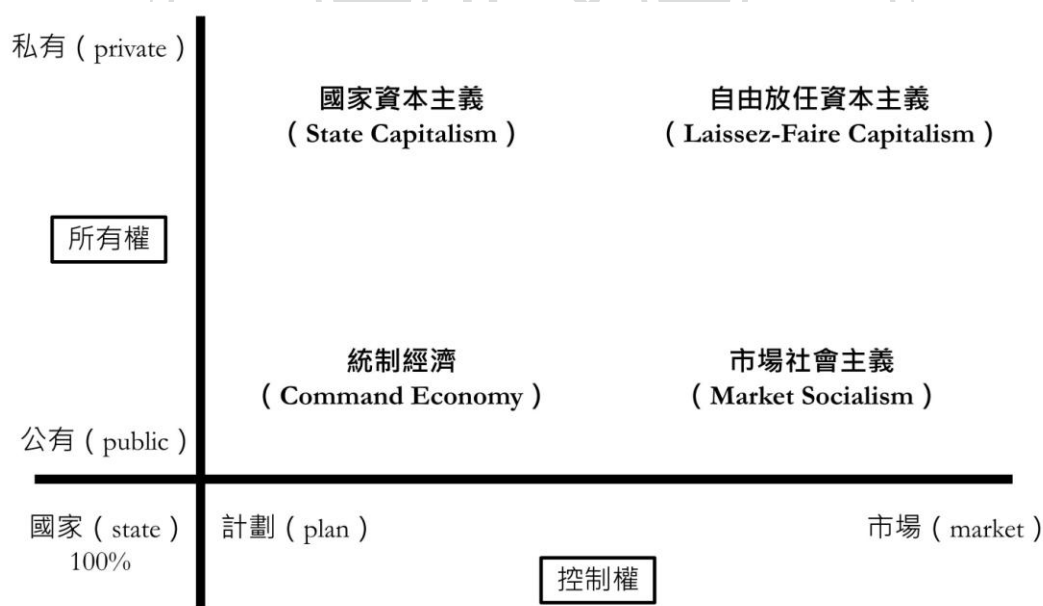 私有（private）
國家資本主義
（State Capitalism）
自由放任資本主義
（Laissez-Faire Capitalism）
所有權
統制經濟
（Command Economy）
市場社會主義
（Market Socialism）
公有（public）
國家（state）
100%
計劃（plan）
市場（market）
控制權